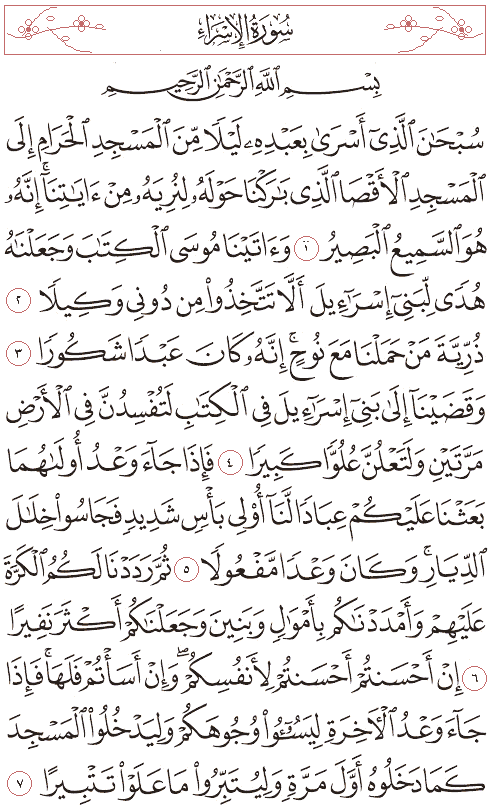 سُورَةُ الإِسْرَاءِ
بِسْمِ ٱللَّهِ ٱلرَّحْمَٰنِ ٱلرَّحِيمِ
سُبْحَٰنَ ٱلَّذِىٓ أَسْرَىٰ بِعَبْدِهِۦ لَيْلًا مِّنَ ٱلْمَسْجِدِ ٱلْحَرَامِ إِلَى
ٱلْمَسْجِدِ ٱلْأَقْصَا ٱلَّذِى بَٰرَكْنَا حَوْلَهُۥ لِنُرِيَهُۥ مِنْ ءَايَٰتِنَآ ۚ إِنَّهُۥ
هُوَ ٱلسَّمِيعُ ٱلْبَصِيرُ ١ وَءَاتَيْنَا مُوسَى ٱلْكِتَٰبَ وَجَعَلْنَٰهُ
هُدًى لِّبَنِىٓ إِسْرَٰٓءِيلَ أَلَّا تَتَّخِذُوا۟ مِن دُونِى وَكِيلًا ٢
ذُرِّيَّةَ مَنْ حَمَلْنَا مَعَ نُوحٍ ۚ إِنَّهُۥ كَانَ عَبْدًا شَكُورًا ٣
وَقَضَيْنَآ إِلَىٰ بَنِىٓ إِسْرَٰٓءِيلَ فِى ٱلْكِتَٰبِ لَتُفْسِدُنَّ فِى ٱلْأَرْضِ
مَرَّتَيْنِ وَلَتَعْلُنَّ عُلُوًّا كَبِيرًا ٤ فَإِذَا جَآءَ وَعْدُ أُولَىٰهُمَا
بَعَثْنَا عَلَيْكُمْ عِبَادًا لَّنَآ أُو۟لِى بَأْسٍ شَدِيدٍ فَجَاسُوا۟ خِلَٰلَ
ٱلدِّيَارِ ۚ وَكَانَ وَعْدًا مَّفْعُولًا ٥ ثُمَّ رَدَدْنَا لَكُمُ ٱلْكَرَّةَ
عَلَيْهِمْ وَأَمْدَدْنَٰكُم بِأَمْوَٰلٍ وَبَنِينَ وَجَعَلْنَٰكُمْ أَكْثَرَ نَفِيرًا
٦ إِنْ أَحْسَنتُمْ أَحْسَنتُمْ لِأَنفُسِكُمْ ۖ وَإِنْ أَسَأْتُمْ فَلَهَا ۚ فَإِذَا
جَآءَ وَعْدُ ٱلْءَاخِرَةِ لِيَسُۥٓـُٔوا۟ وُجُوهَكُمْ وَلِيَدْخُلُوا۟ ٱلْمَسْجِدَ
كَمَا دَخَلُوهُ أَوَّلَ مَرَّةٍ وَلِيُتَبِّرُوا۟ مَا عَلَوْا۟ تَتْبِيرًا ٧